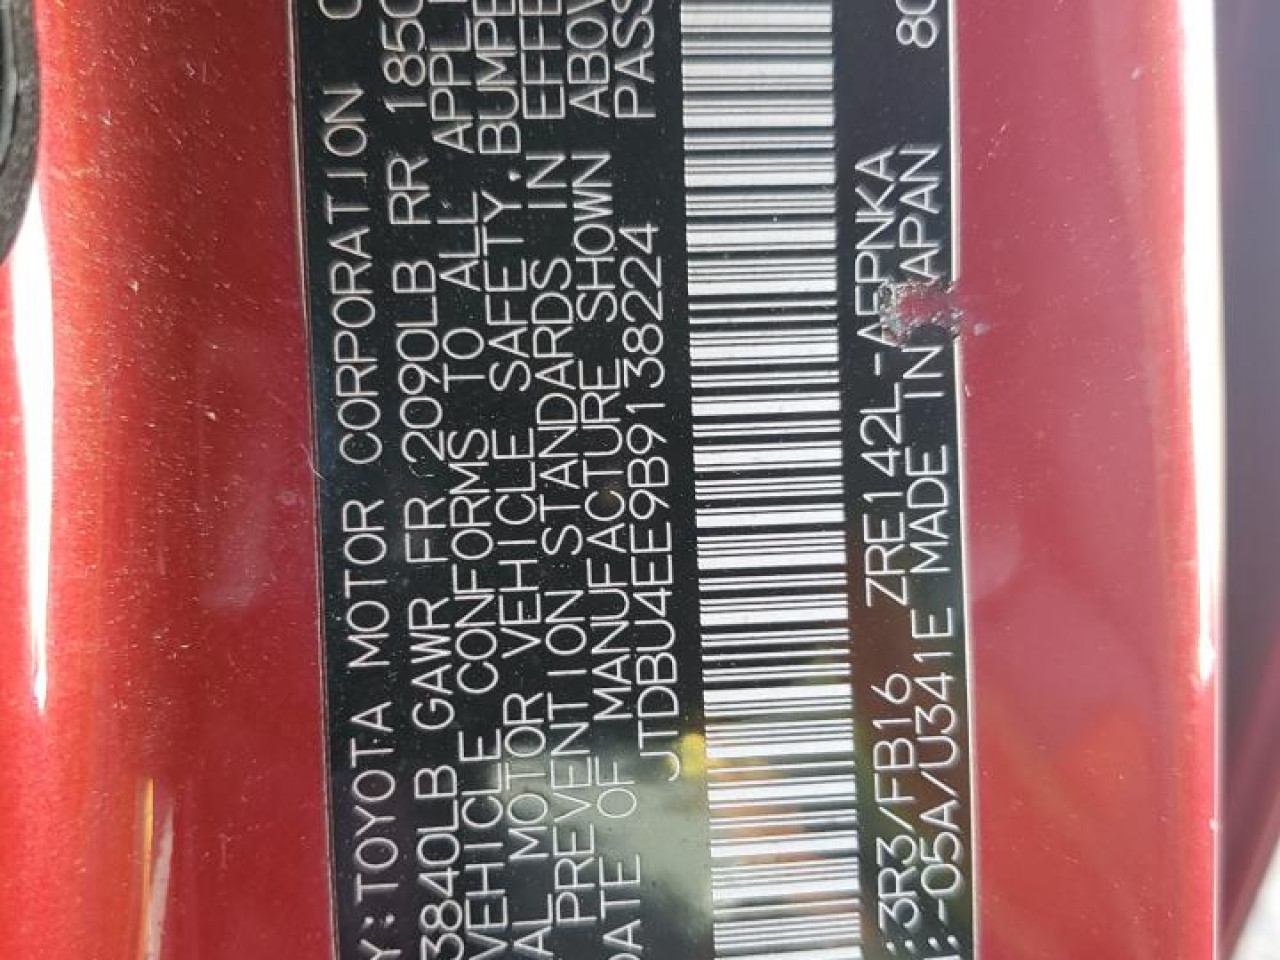 Y:TOYOTA MOTOR CORPORATION
3840LB GAWR FR 2090LB RR 1850
VEHICLE CONFORMS TO ALL APPLI
AL MOTOR VEHICLE SAFETY, BUMPE
PREVENTION STANDARDS IN EFFE
DATE OF MANUFACTURE SHOWN ABOV
JTDBU4EE9B9138224 PASS
:3R3/FB16 ZRE142L-AEPNKA
:-05A/U341E MADE IN JAPAN 80